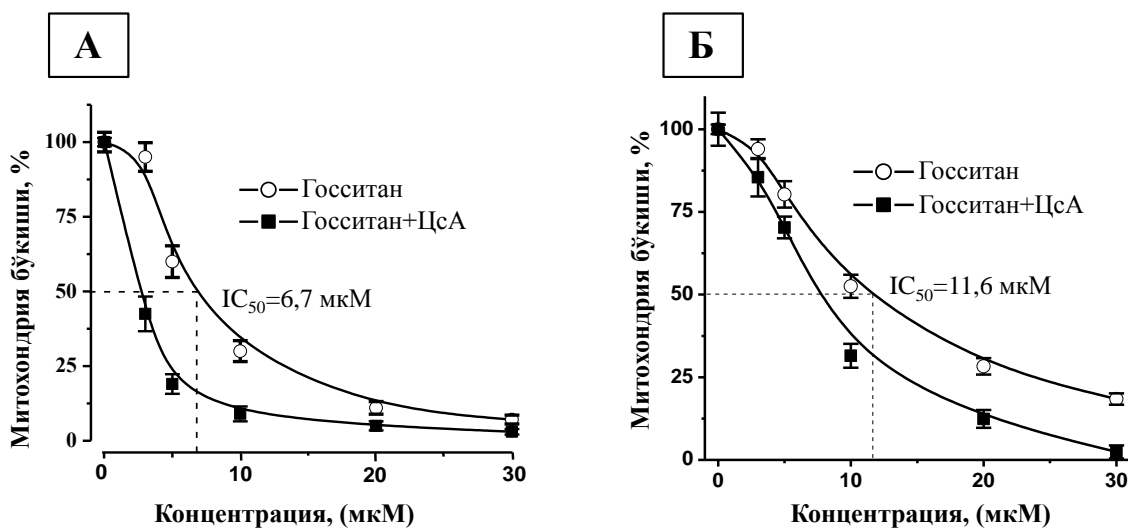 А
Митохондрия бўкиши, %
100
75
50
25
0
Госситан
Госситан+ЦсА
IC₅₀=6,7 мкМ
0 10 20 30
Концентрация, (мкМ)
Б
Митохондрия бўкиши, %
100
75
50
25
0
Госситан
Госситан+ЦсА
IC₅₀=11,6 мкМ
0 10 20 30
Концентрация, (мкМ)